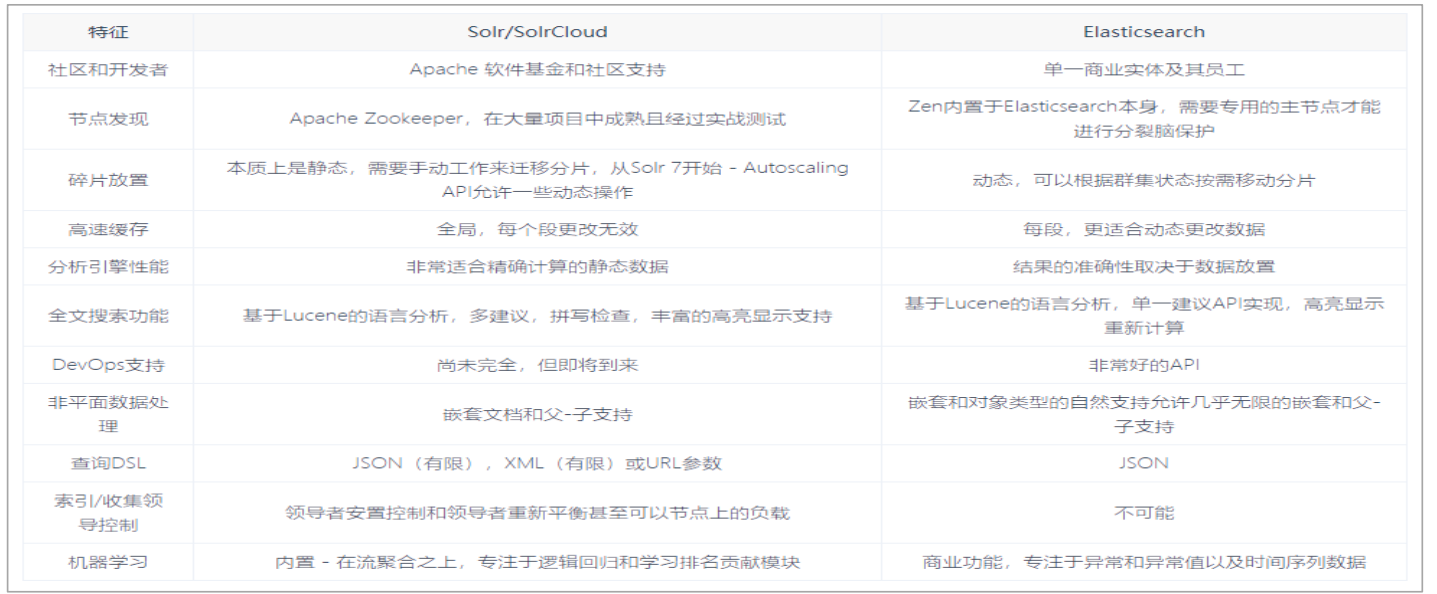 特征 Solr/SolrCloud Elasticsearch
社区和开发者 Apache 软件基金和社区支持 单一商业实体及其员工
节点发现 Apache Zookeeper，在大量项目中成熟且经过实战测试 Zen内置于Elasticsearch本身，需要专用的主节点才能
进行分裂脑保护
碎片放置 本质上是静态，需要手动工作来迁移分片，从Solr 7开始 - Autoscaling
API允许一些动态操作 动态，可以根据群集状态按需移动分片
高速缓存 全局，每个段更改无效 每段，更适合动态更改数据
分析引擎性能 非常适合精确计算的静态数据 结果的准确性取决于数据放置
全文搜索功能 基于Lucene的语言分析，多建议，拼写检查，丰富的高亮显示支持 基于Lucene的语言分析，单一建议API实现，高亮显示
重新计算
DevOps支持 尚未完全，但即将到来 非常好的API
非平面数据处
理 嵌套文档和父-子支持 嵌套和对象类型的自然支持允许几乎无限的嵌套和父-
子支持
查询DSL JSON（有限），XML（有限）或URL参数 JSON
索引/收集领
导控制 领导者安置控制和领导者重新平衡甚至可以节点上的负载 不可能
机器学习 内置 - 在流聚合之上，专注于逻辑回归和学习排名贡献模块 商业功能，专注于异常和异常值以及时间序列数据